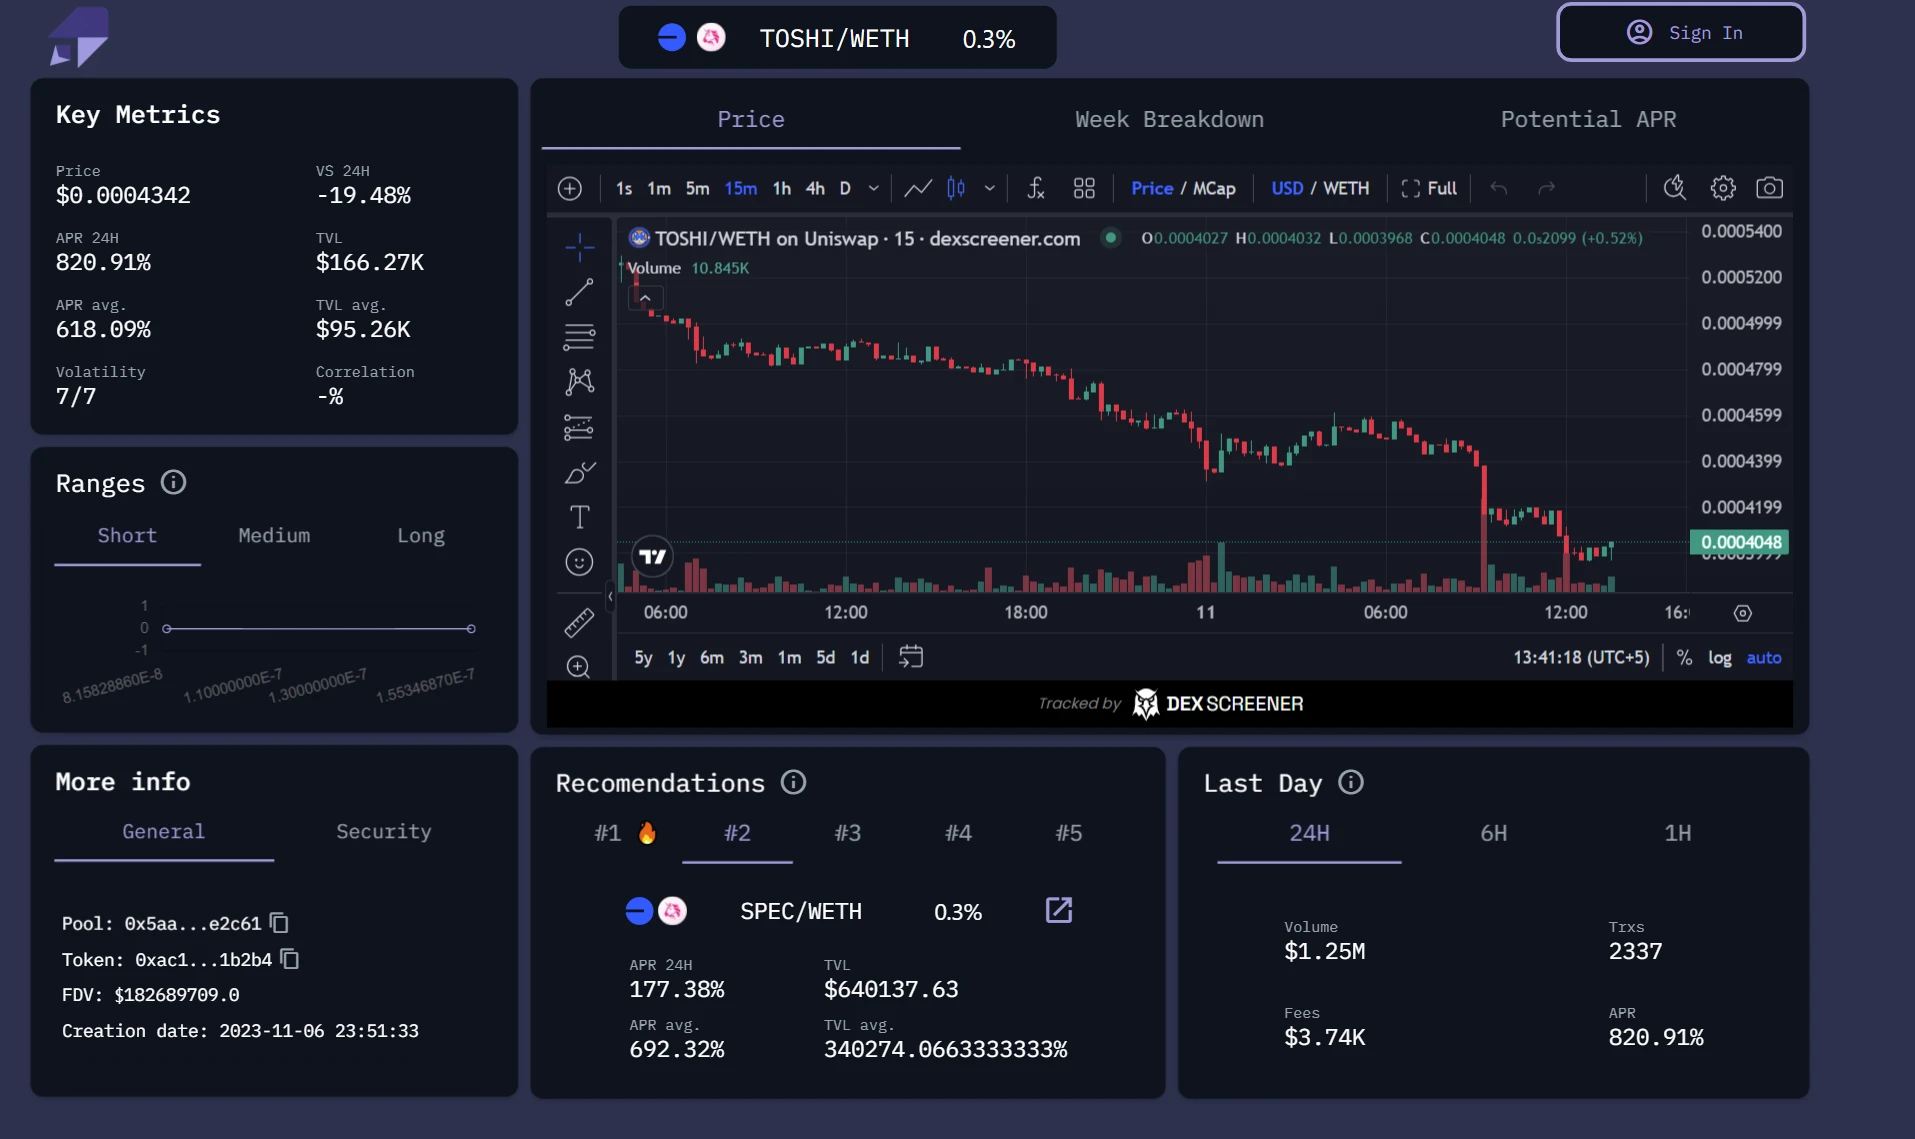 TOSHI/WETH 0.3%
Sign In
Key Metrics
Price VS 24H
$0.0004342 -19.48%
APR 24H TVL
820.91% $166.27K
APR avg. TVL avg.
618.09% $95.26K
Volatility Correlation
7/7 -%
Ranges
Short Medium Long
1
0
-1
8.15828860E-8 1.10000000E-7 1.30000000E-7 1.55346870E-7
More info
General Security
Pool: 0x5aa...e2c61
Token: 0xac1...1b2b4
FDV: $182689709.0
Creation date: 2023-11-06 23:51:33
Price Week Breakdown Potential APR
1s 1m 5m 15m 1h 4h D Price / MCap USD / WETH Full
TOSHI/WETH on Uniswap · 15 · dexscreener.com O0.0004027 H0.0004032 L0.0003968 C0.0004048 0.0s2099 (+0.52%)
Volume 10.845K
0.0005400
0.0005200
0.0004999
0.0004799
0.0004599
0.0004399
0.0004199
0.0004048
06:00 12:00 18:00 11 06:00 12:00
5y 1y 6m 3m 1m 5d 1d 13:41:18 (UTC+5) % log auto
Tracked by DEX SCREENER
Recomendations
#1 #2 #3 #4 #5
SPEC/WETH 0.3%
APR 24H TVL
177.38% $640137.63
APR avg. TVL avg.
692.32% 340274.0663333333%
Last Day
24H 6H 1H
Volume Trxs
$1.25M 2337
Fees APR
$3.74K 820.91%